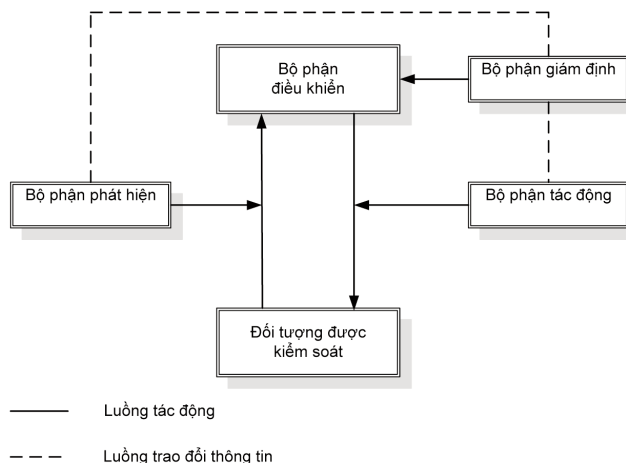 Bộ phận
điều khiển
Bộ phận giám định
Bộ phận phát hiện
Bộ phận tác động
Đối tượng được
kiểm soát
Luồng tác động
Luồng trao đổi thông tin